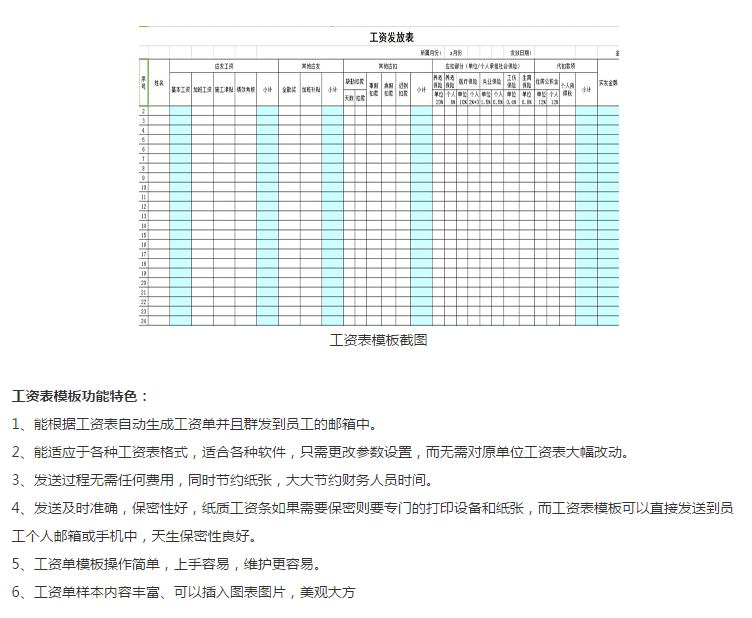 工资发放表
所属月份： x月份 发放日期：
应发工资 其他应发 其他应扣 应扣部分（单位/个人承担社会保险） 代扣款项
序号 姓名 基本工资 加班工资 施工津贴 绩效考核 小计 全勤奖 加班补贴 小计 缺勤扣款 事假扣款 病假扣款 迟到扣款 小计 养老保险 养老保险 医疗保险 失业保险 工伤保险 生育保险 住房公积金 个人所得税 小计 实发金额
天数 扣款 单位 个人 单位 个人 单位 个人 单位 单位 单位 个人
20% 8% 10% 2%+3 1.5% 0.5% 0.4% 0.8% 12% 12%
2
3
4
5
6
7
8
9
10
11
12
13
14
15
16
17
18
19
20
21
22
23
24
工资表模板截图
工资表模板功能特色：
1、能根据工资表自动生成工资单并且群发到员工的邮箱中。
2、能适应于各种工资表格式，适合各种软件，只需更改参数设置，而无需对原单位工资表大幅改动。
3、发送过程无需任何费用，同时节约纸张，大大节约财务人员时间。
4、发送及时准确，保密性好，纸质工资条如果需要保密则要专门的打印设备和纸张，而工资表模板可以直接发送到员
工个人邮箱或手机中，天生保密性良好。
5、工资单模板操作简单，上手容易，维护更容易。
6、工资单样本内容丰富、可以插入图表图片，美观大方